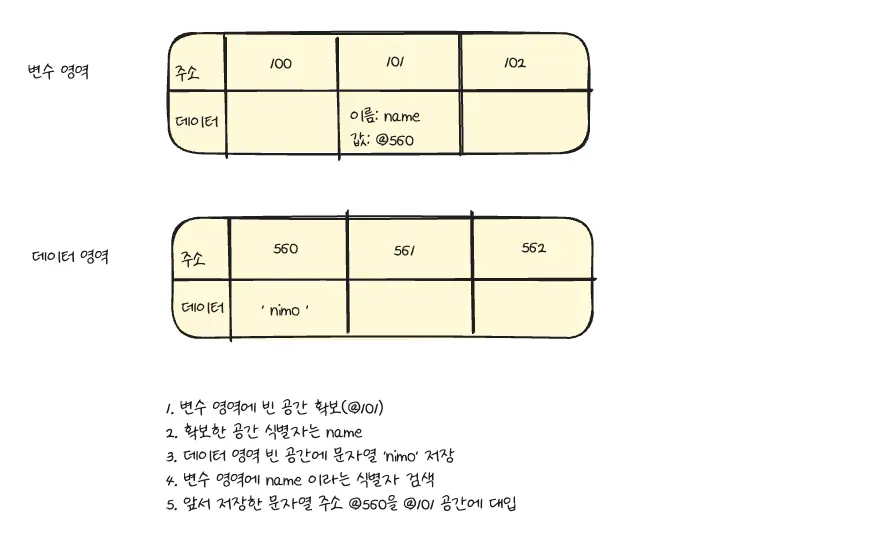 변수 영역
주소 100 101 102
데이터 이름: name
값: @560
데이터 영역
주소 560 561 562
데이터 ' nimo '
1. 변수 영역에 빈 공간 확보(@101)
2. 확보한 공간 식별자는 name
3. 데이터 영역 빈 공간에 문자열 'nimo' 저장
4. 변수 영역에 name 이라는 식별자 검색
5. 앞서 저장한 문자열 주소 @560을 @101 공간에 대입